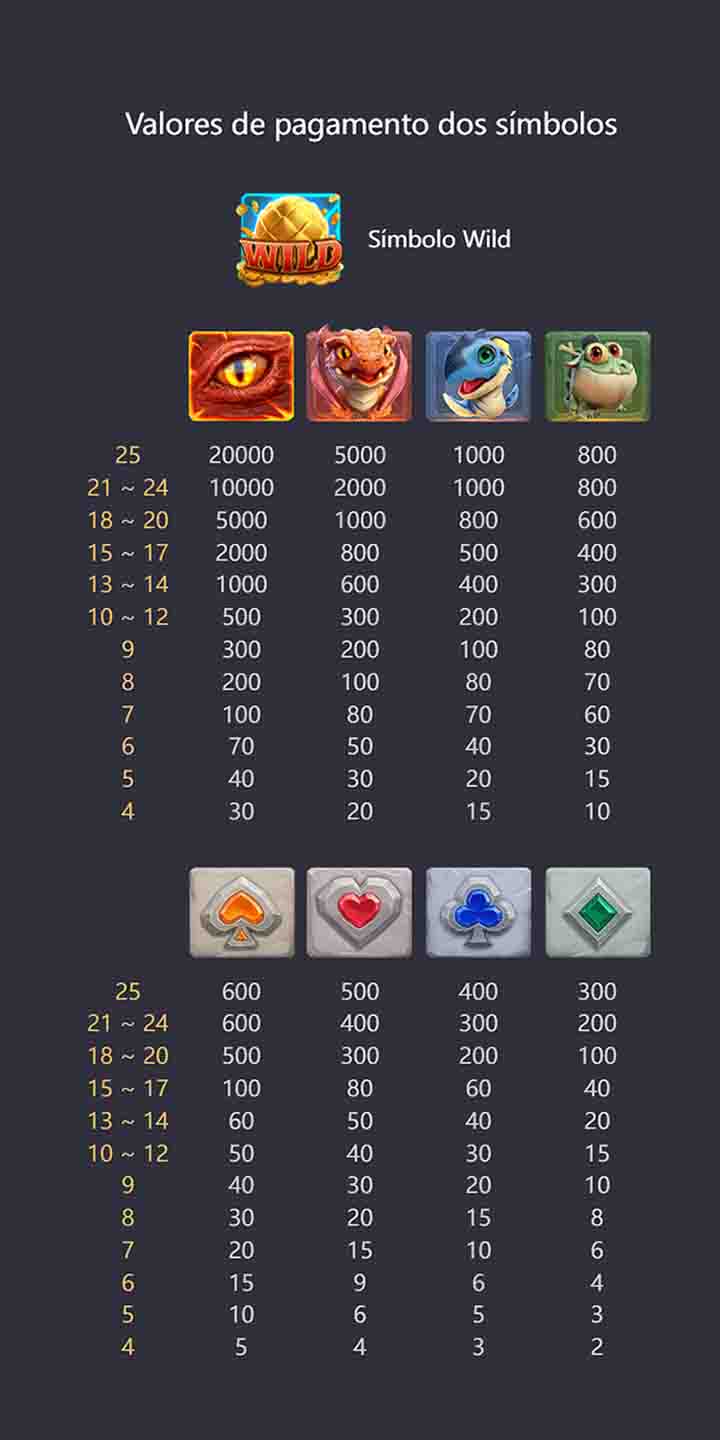 Valores de pagamento dos símbolos
WILD
Símbolo Wild
25 20000 5000 1000 800
21 ~ 24 10000 2000 1000 800
18 ~ 20 5000 1000 800 600
15 ~ 17 2000 800 500 400
13 ~ 14 1000 600 400 300
10 ~ 12 500 300 200 100
9 300 200 100 80
8 200 100 80 70
7 100 80 70 60
6 70 50 40 30
5 40 30 20 15
4 30 20 15 10
25 600 500 400 300
21 ~ 24 600 400 300 200
18 ~ 20 500 300 200 100
15 ~ 17 100 80 60 40
13 ~ 14 60 50 40 20
10 ~ 12 50 40 30 15
9 40 30 20 10
8 30 20 15 8
7 20 15 10 6
6 15 9 6 4
5 10 6 5 3
4 5 4 3 2